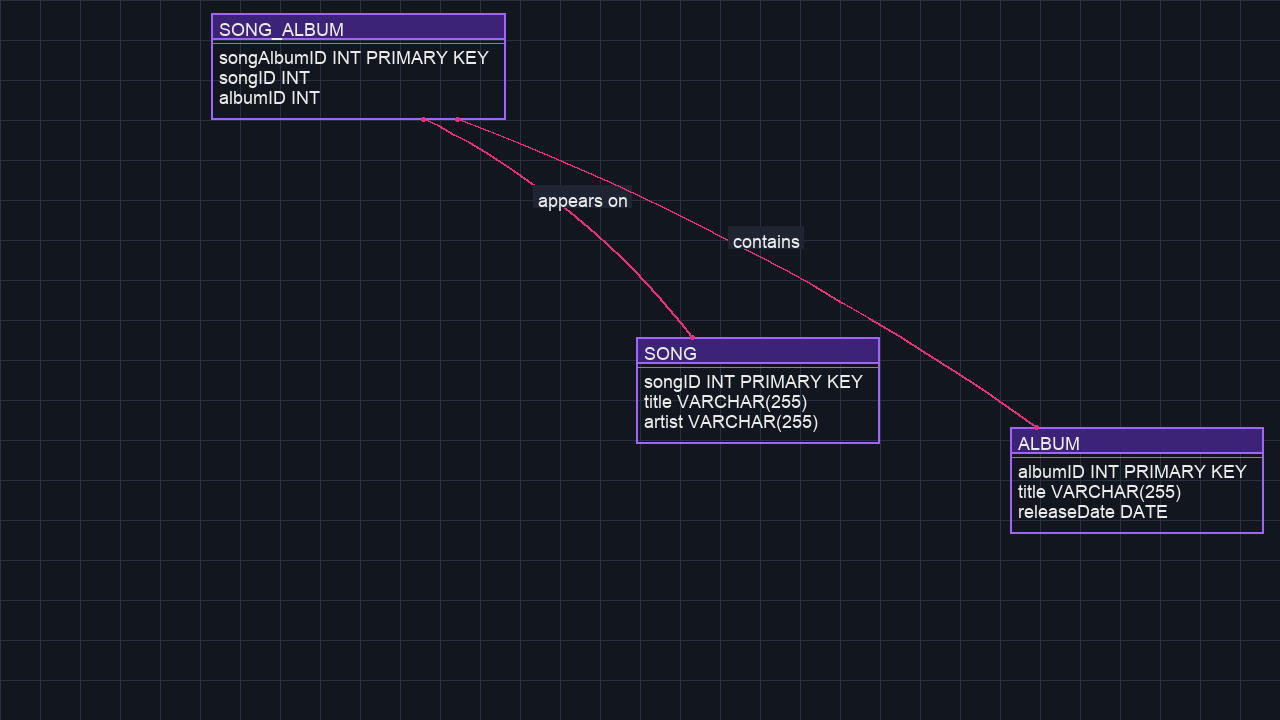 SONG_ALBUM
songAlbumID INT PRIMARY KEY
songID INT
albumID INT
appears on
contains
SONG
songID INT PRIMARY KEY
title VARCHAR(255)
artist VARCHAR(255)
ALBUM
albumID INT PRIMARY KEY
title VARCHAR(255)
releaseDate DATE